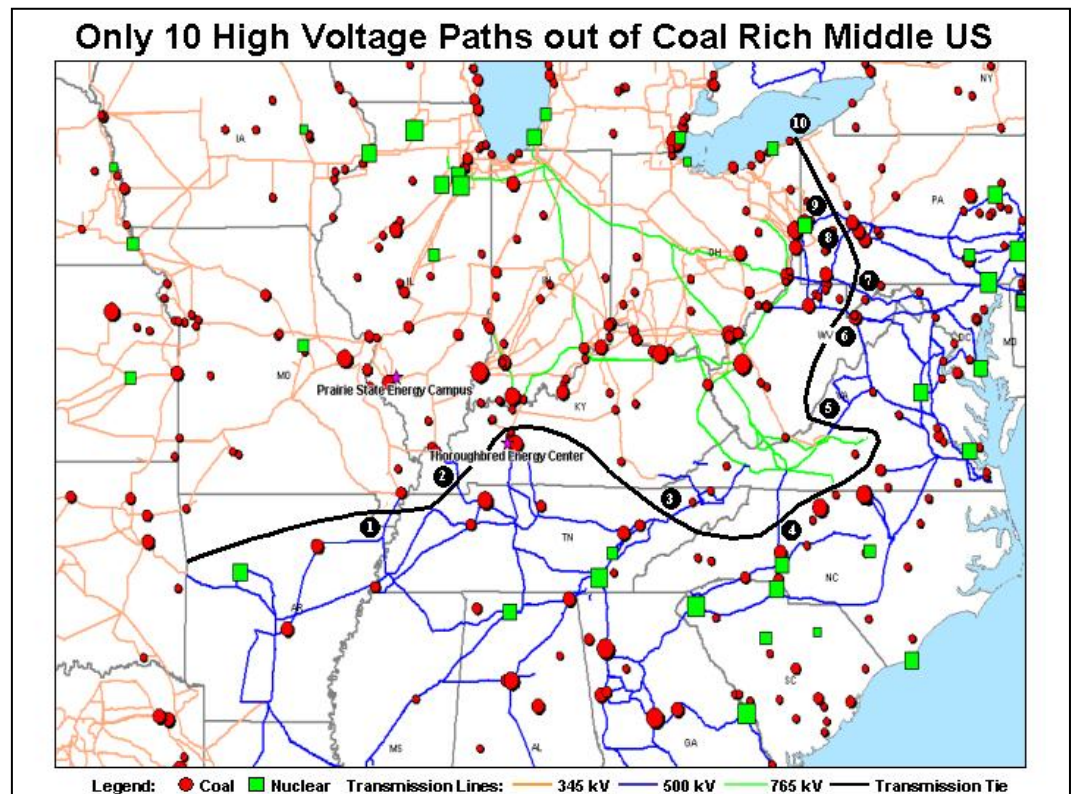 Only 10 High Voltage Paths out of Coal Rich Middle US
NY
10
IA
9
PA
8
OH
7
IL
IN
6
WV
DC
MD
MO
Prairie State Energy Campus
KY
VA
5
Thoroughbred Energy Center
2
3
1
4
TN
NC
AR
SC
MS
AL
GA
Legend: Coal Nuclear Transmission Lines: 345 kV 500 kV 765 kV Transmission Tie